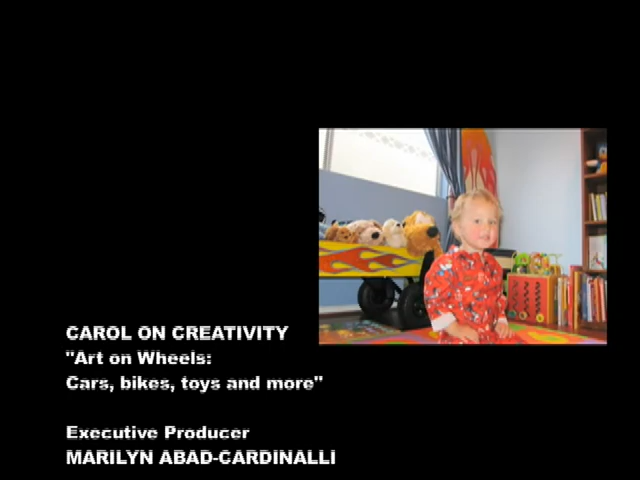 CAROL ON CREATIVITY
"Art on Wheels:
Cars, bikes, toys and more"
Executive Producer
MARILYN ABAD-CARDINALLI